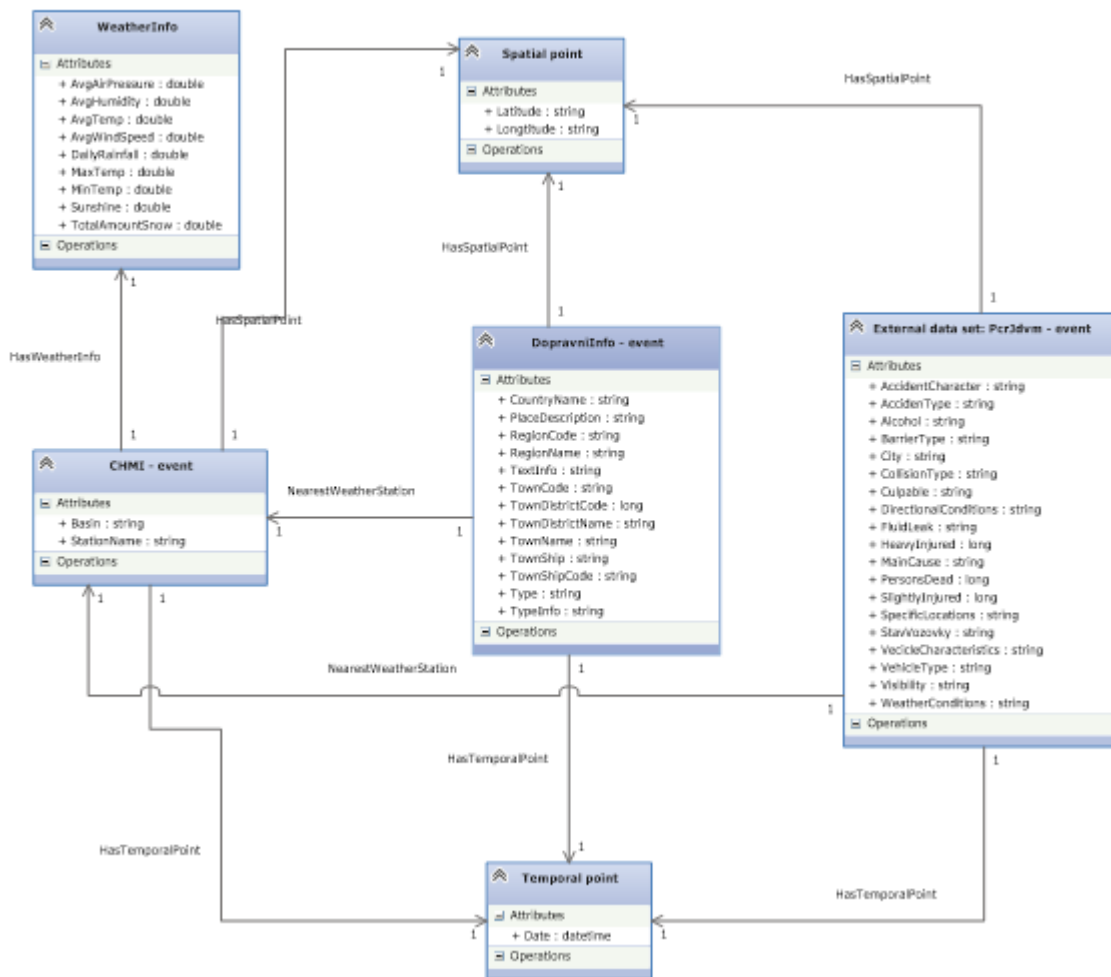 WeatherInfo
Attributes
+ AvgAirPressure : double
+ AvgHumidity : double
+ AvgTemp : double
+ AvgWindSpeed : double
+ DailyRainfall : double
+ MaxTemp : double
+ MinTemp : double
+ Sunshine : double
+ TotalAmountSnow : double
Operations
1
HasWeatherInfo
1
Spatial point
Attributes
+ Latitude : string
+ Longtitude : string
Operations
1
HasSpatialPoint
1
1
HasSpatialPoint
1
1
HasSpatialPoint
1
CHMI - event
Attributes
+ Basin : string
+ StationName : string
Operations
1
1
NearestWeatherStation
1
1
DopravniInfo - event
Attributes
+ CountryName : string
+ PlaceDescription : string
+ RegionCode : string
+ RegionName : string
+ TextInfo : string
+ TownCode : string
+ TownDistrictCode : long
+ TownDistrictName : string
+ TownName : string
+ TownShip : string
+ TownShipCode : string
+ Type : string
+ TypeInfo : string
Operations
1
External data set: PcrJdvm - event
Attributes
+ AccidentCharacter : string
+ AccidenType : string
+ Alcohol : string
+ BarrierType : string
+ City : string
+ CollisionType : string
+ Culpable : string
+ DirectionalConditions : string
+ FluidLeak : string
+ HeavyInjured : long
+ MainCause : string
+ PersonsDead : long
+ SlightlyInjured : long
+ SpecificLocations : string
+ StavVozovky : string
+ VecicleCharacteristics : string
+ VehicleType : string
+ Visibility : string
+ WeatherConditions : string
Operations
1
NearestWeatherStation
1
HasTemporalPoint
HasTemporalPoint
HasTemporalPoint
1
1
1
Temporal point
Attributes
+ Date : datetime
Operations